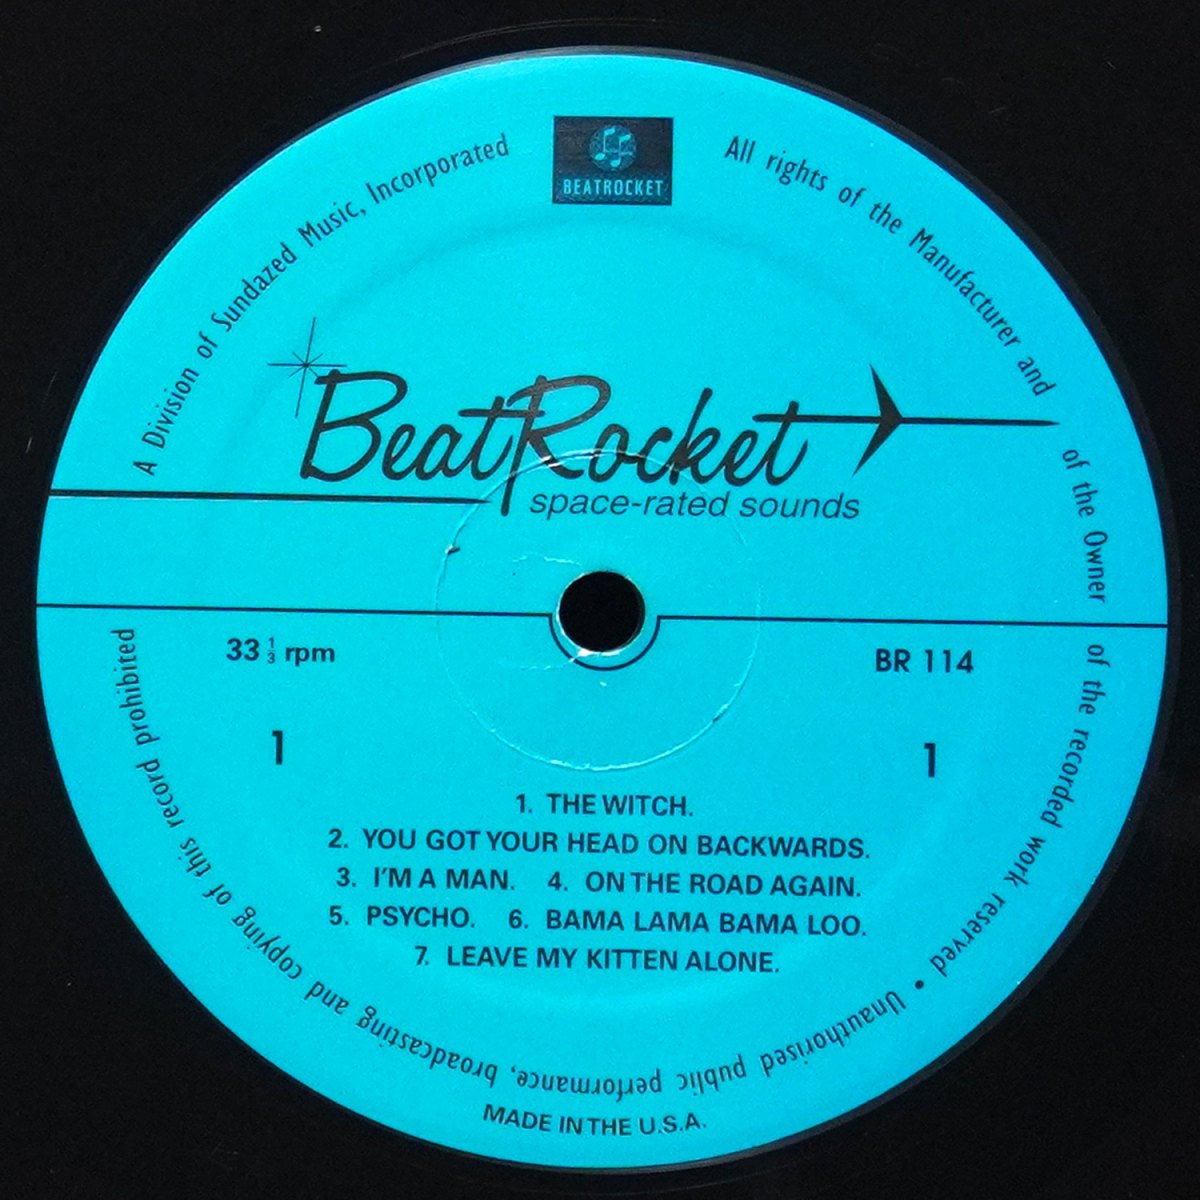 BEATROCKET
A Division of Sundazed Music, Incorporated
All rights of the Manufacturer and of the Owner of the recorded work reserved • Unauthorised public performance, broadcasting and copying of this record prohibited
BeatRocket
space-rated sounds
33 1/3 rpm
BR 114
1
1
1. THE WITCH.
2. YOU GOT YOUR HEAD ON BACKWARDS.
3. I'M A MAN. 4. ON THE ROAD AGAIN.
5. PSYCHO. 6. BAMA LAMA BAMA LOO.
7. LEAVE MY KITTEN ALONE.
MADE IN THE U.S.A.